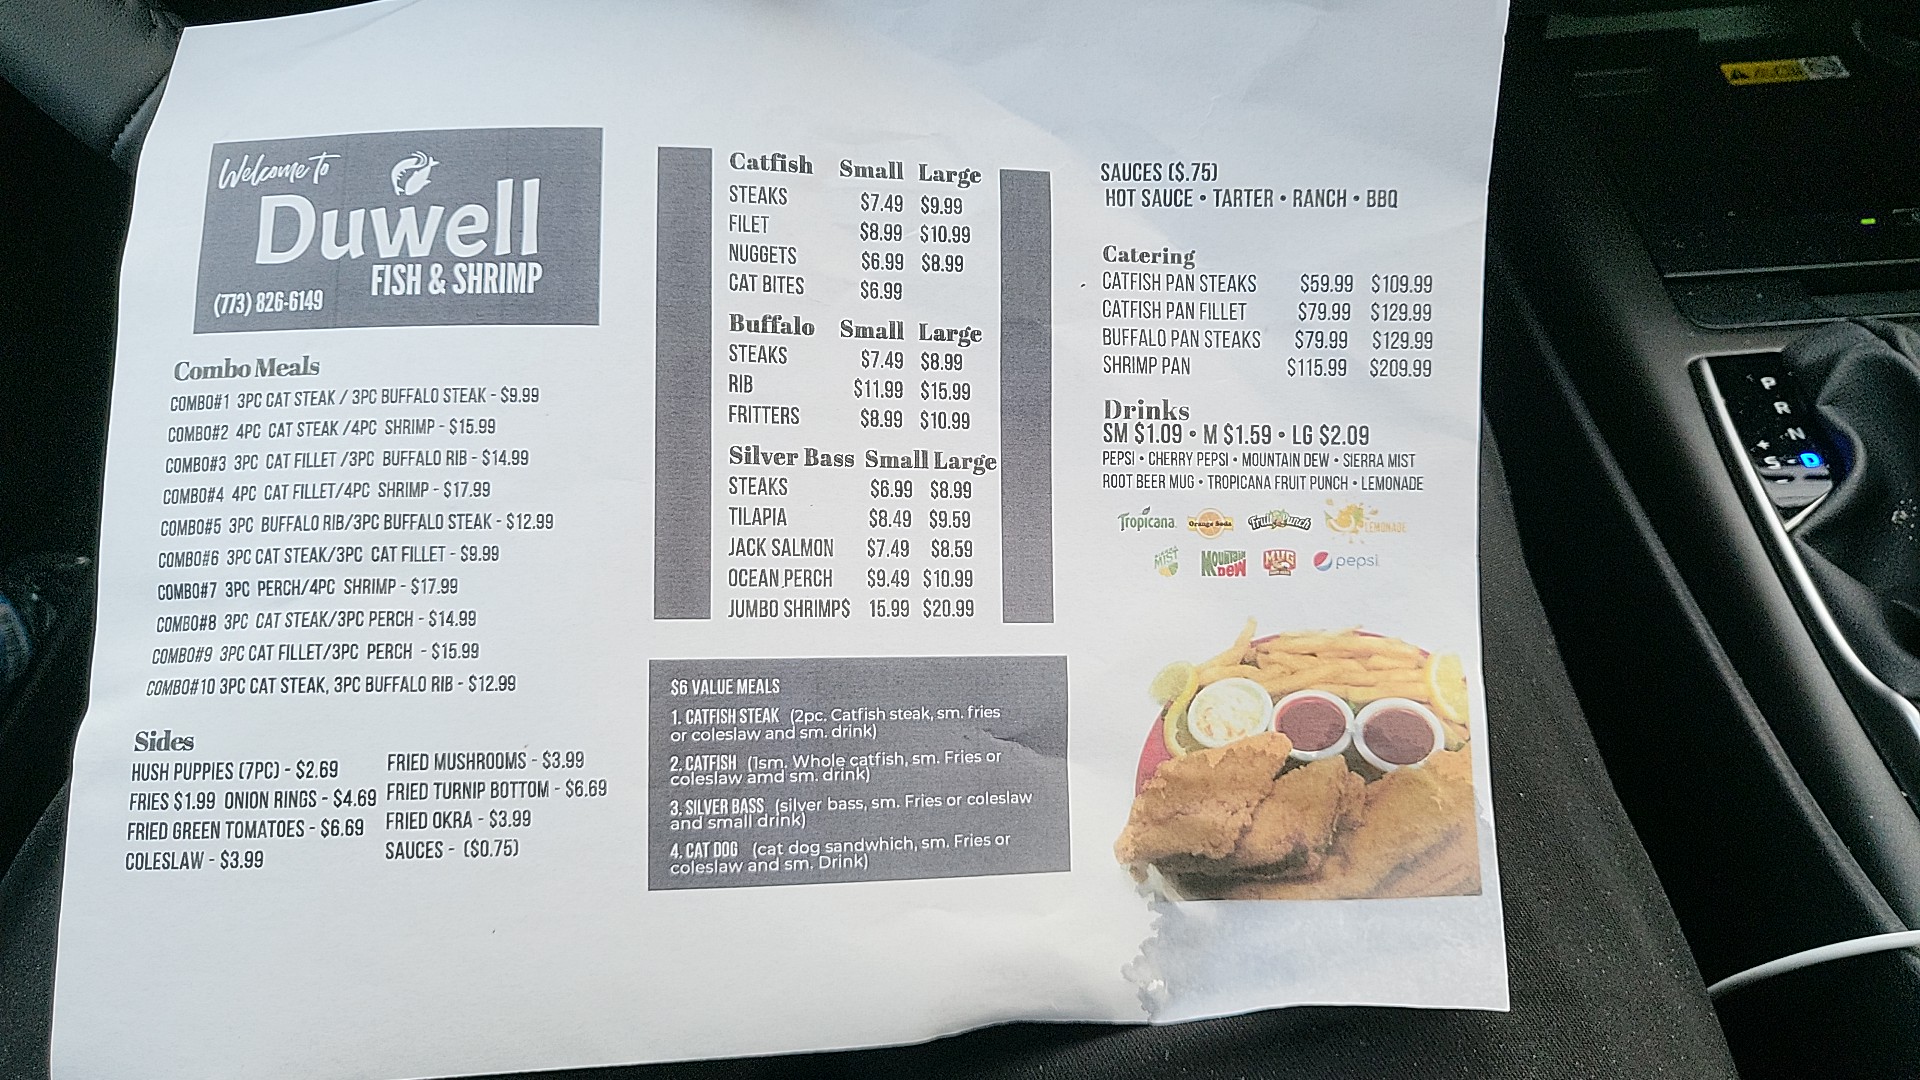 Welcome To
Duwell
FISH & SHRIMP
(773) 826-6149
Combo Meals
COMBO#1 3PC CAT STEAK / 3PC BUFFALO STEAK - $9.99
COMBO#2 4PC CAT STEAK /4PC SHRIMP - $15.99
COMBO#3 3PC CAT FILLET /3PC BUFFALO RIB - $14.99
COMBO#4 4PC CAT FILLET/4PC SHRIMP - $17.99
COMBO#5 3PC BUFFALO RIB/3PC BUFFALO STEAK - $12.99
COMBO#6 3PC CAT STEAK/3PC CAT FILLET - $9.99
COMBO#7 3PC PERCH/4PC SHRIMP - $17.99
COMBO#8 3PC CAT STEAK/3PC PERCH - $14.99
COMBO#9 3PC CAT FILLET/3PC PERCH - $15.99
COMBO#10 3PC CAT STEAK, 3PC BUFFALO RIB - $12.99
Sides
HUSH PUPPIES (7PC) - $2.69
FRIES $1.99 ONION RINGS - $4.69
FRIED GREEN TOMATOES - $6.69
COLESLAW - $3.99
FRIED MUSHROOMS - $3.99
FRIED TURNIP BOTTOM - $6.69
FRIED OKRA - $3.99
SAUCES - ($0.75)
Catfish Small Large
STEAKS $7.49 $9.99
FILET $8.99 $10.99
NUGGETS $6.99 $8.99
CAT BITES $6.99
Buffalo Small Large
STEAKS $7.49 $8.99
RIB $11.99 $15.99
FRITTERS $8.99 $10.99
Silver Bass Small Large
STEAKS $6.99 $8.99
TILAPIA $8.49 $9.59
JACK SALMON $7.49 $8.59
OCEAN PERCH $9.49 $10.99
JUMBO SHRIMP$ 15.99 $20.99
$6 VALUE MEALS
1. CATFISH STEAK (2pc. Catfish steak, sm. fries
or coleslaw and sm. drink)
2. CATFISH (1sm. Whole catfish, sm. Fries or
coleslaw amd sm. drink)
3. SILVER BASS (silver bass, sm. Fries or coleslaw
and small drink)
4. CAT DOG (cat dog sandwhich, sm. Fries or
coleslaw and sm. Drink)
SAUCES ($.75)
HOT SAUCE • TARTER • RANCH • BBQ
Catering
CATFISH PAN STEAKS $59.99 $109.99
CATFISH PAN FILLET $79.99 $129.99
BUFFALO PAN STEAKS $79.99 $129.99
SHRIMP PAN $115.99 $209.99
Drinks
SM $1.09 • M $1.59 • LG $2.09
PEPSI • CHERRY PEPSI • MOUNTAIN DEW • SIERRA MIST
ROOT BEER MUG • TROPICANA FRUIT PUNCH • LEMONADE
Tropicana Orange Soda Fruit Punch LEMONADE
MIST Mountain Dew MUG pepsi
P
R
N
+
S - D